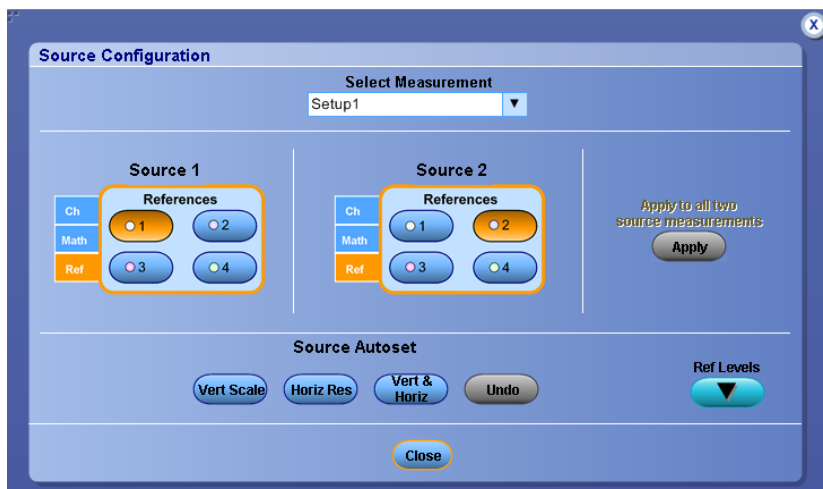 X
Source Configuration
Select Measurement
Setup1
Source 1
References
Ch
Math
Ref
1
2
3
4
Source 2
References
Ch
Math
Ref
1
2
3
4
Apply to all two
source measurements
Apply
Source Autoset
Vert Scale
Horiz Res
Vert &
Horiz
Undo
Ref Levels
Close